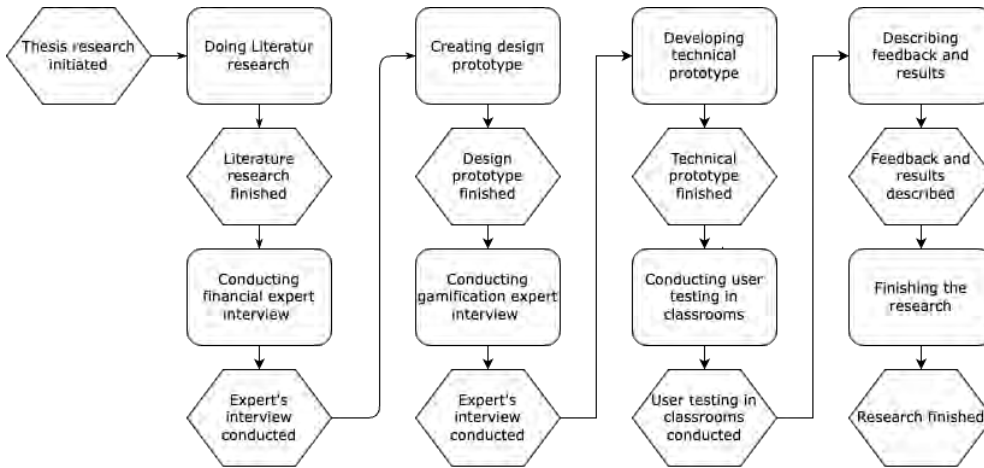 Thesis research
initiated
Doing Literatur
research
Literature
research
finished
Conducting
financial expert
interview
Expert's
interview
conducted
Creating design
prototype
Design
prototype
finished
Conducting
gamification expert
interview
Expert's
interview
conducted
Developing
technical
prototype
Technical
prototype
finished
Conducting user
testing in
classrooms
User testing in
classrooms
conducted
Describing
feedback and
results
Feedback and
results
described
Finishing the
research
Research finished